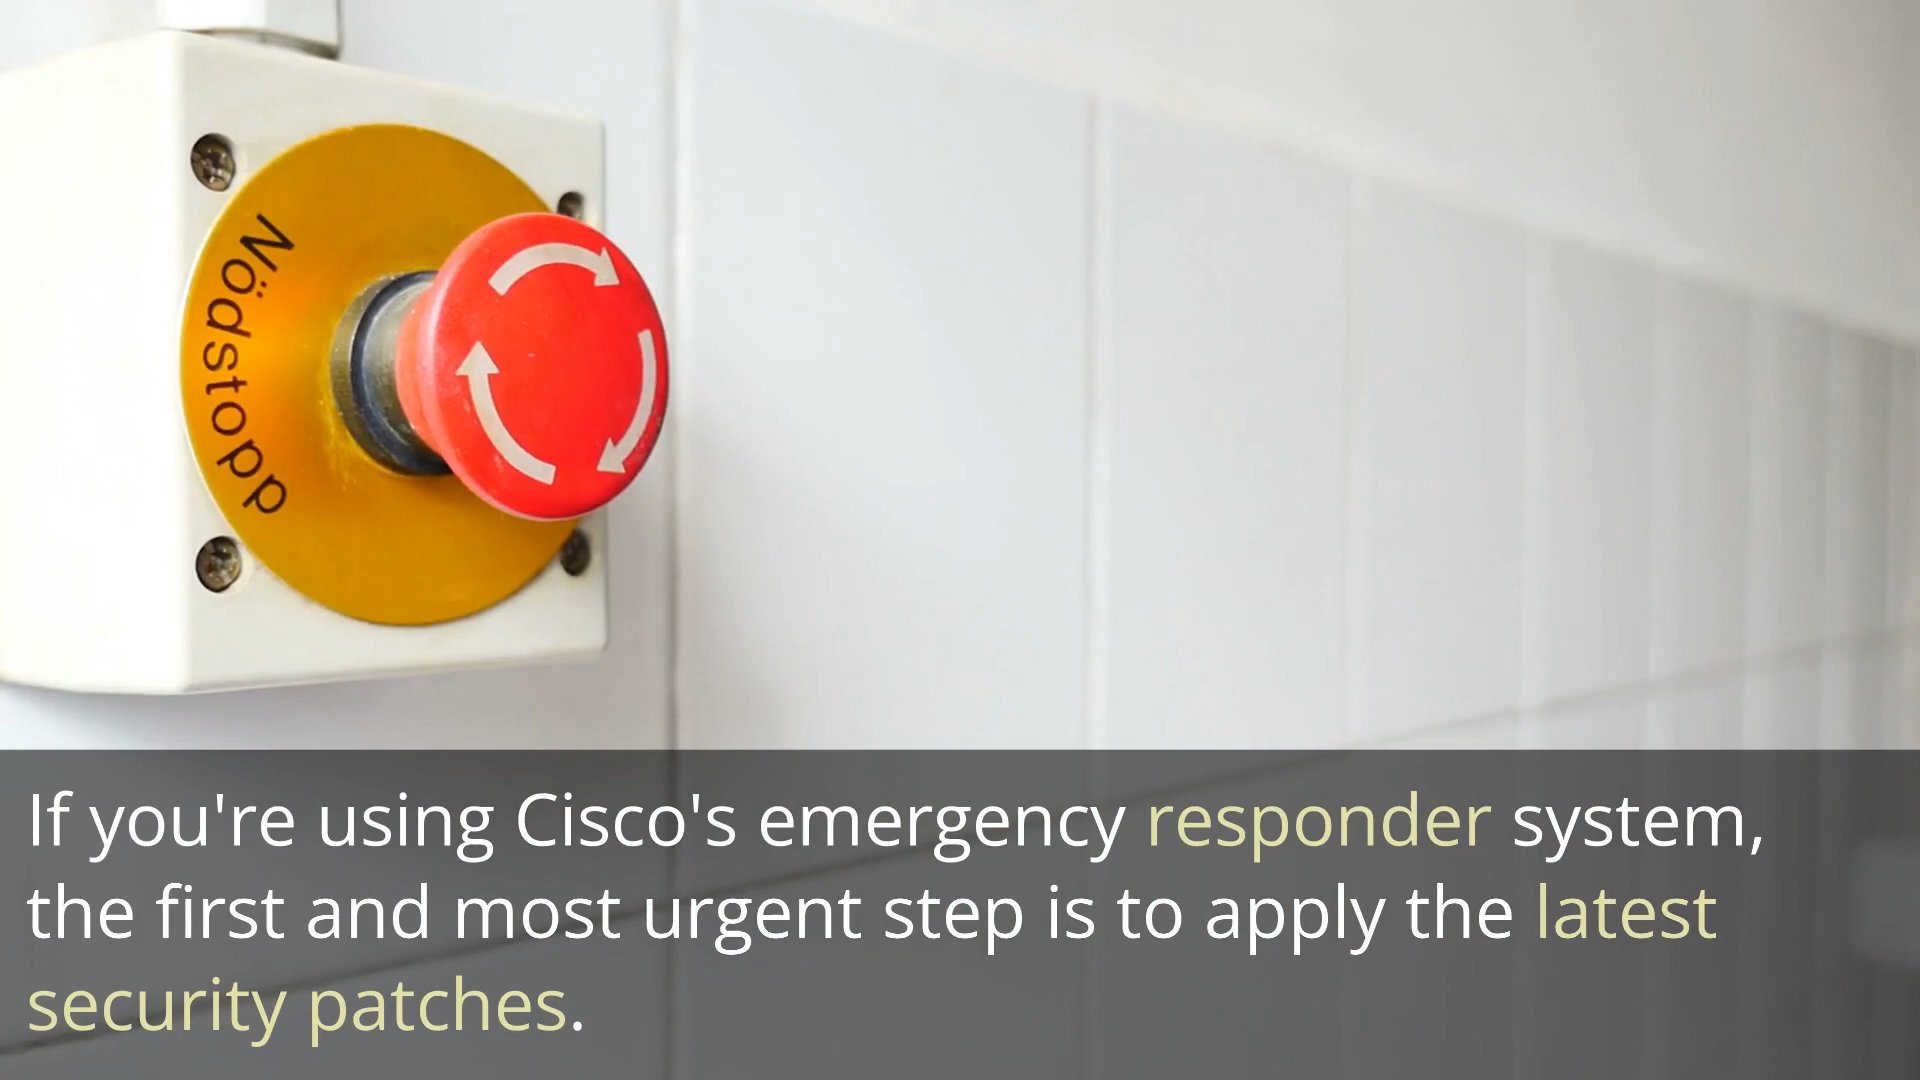 Nödstopp
If you're using Cisco's emergency responder system,
the first and most urgent step is to apply the latest
security patches.